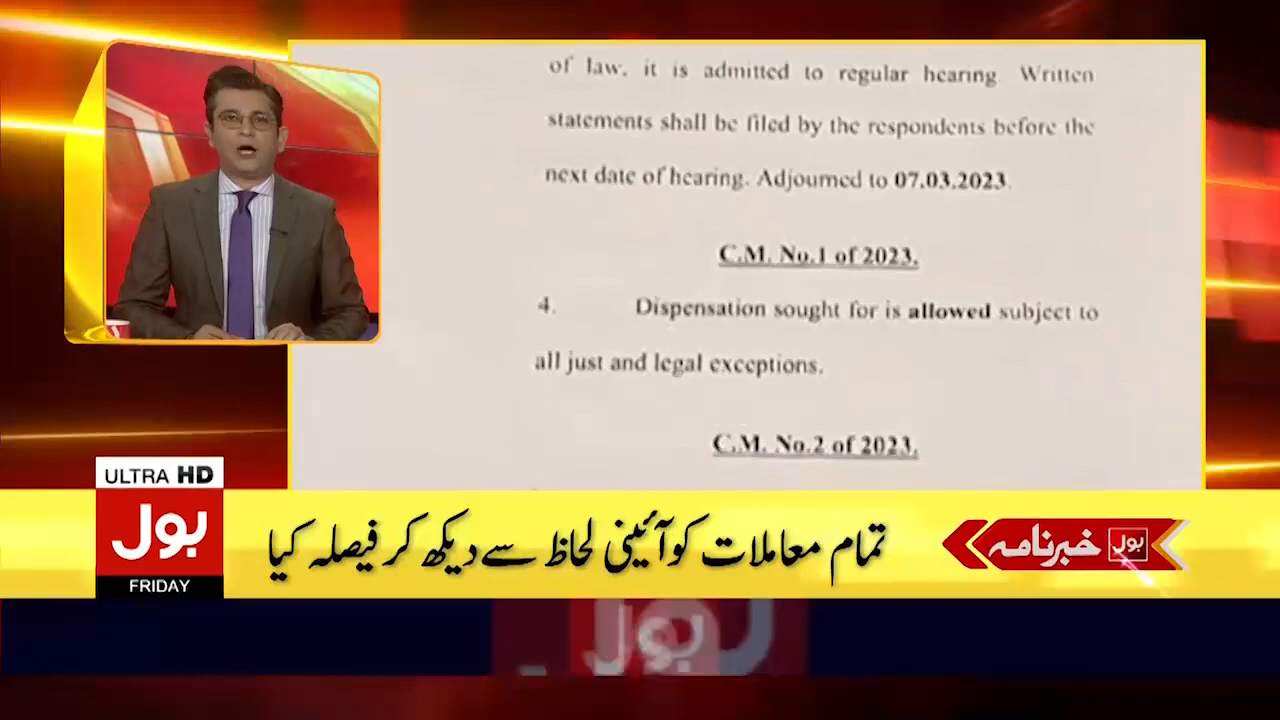 of law, it is admitted to regular hearing. Written
statements shall be filed by the respondents before the
next date of hearing. Adjourned to 07.03.2023.
C.M. No.1 of 2023.
4. Dispensation sought for is allowed subject to
all just and legal exceptions.
C.M. No.2 of 2023.
ULTRA HD
بول
FRIDAY
تمام معاملات کو آئینی لحاظ سے دیکھ کر فیصلہ کیا
بول خبرنامہ
بول